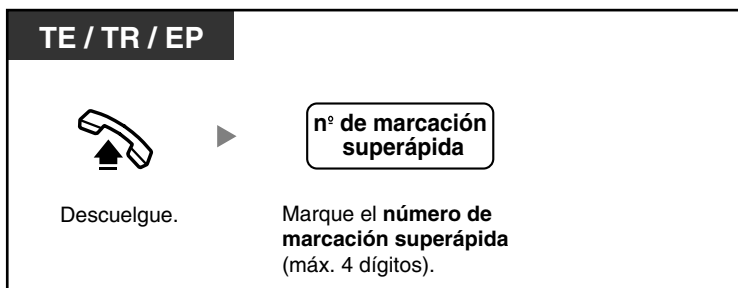 TE / TR / EP
nº de marcación
superápida
Descuelgue.
Marque el número de
marcación superápida
(máx. 4 dígitos).